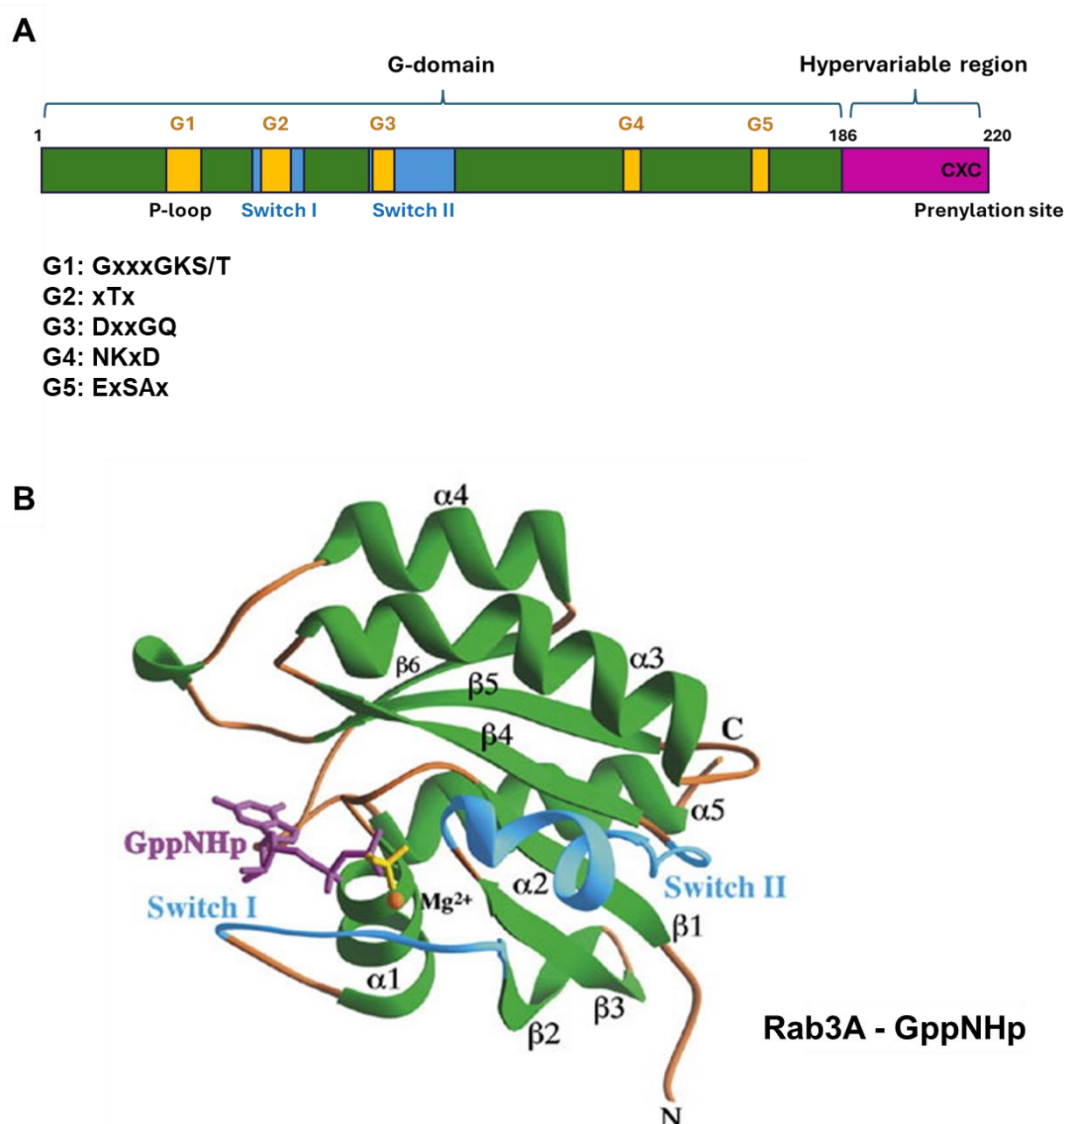 A
G-domain
Hypervariable region
1
G1
G2
G3
G4
G5
186
220
CXC
P-loop
Switch I
Switch II
Prenylation site
G1: GxxxGKS/T
G2: xTx
G3: DxxGQ
G4: NKxD
G5: ExSAx
B
α4
α3
β6
β5
C
β4
α5
GppNHp
α2
Switch II
Mg²⁺
Switch I
β1
α1
β3
β2
Rab3A - GppNHp
N